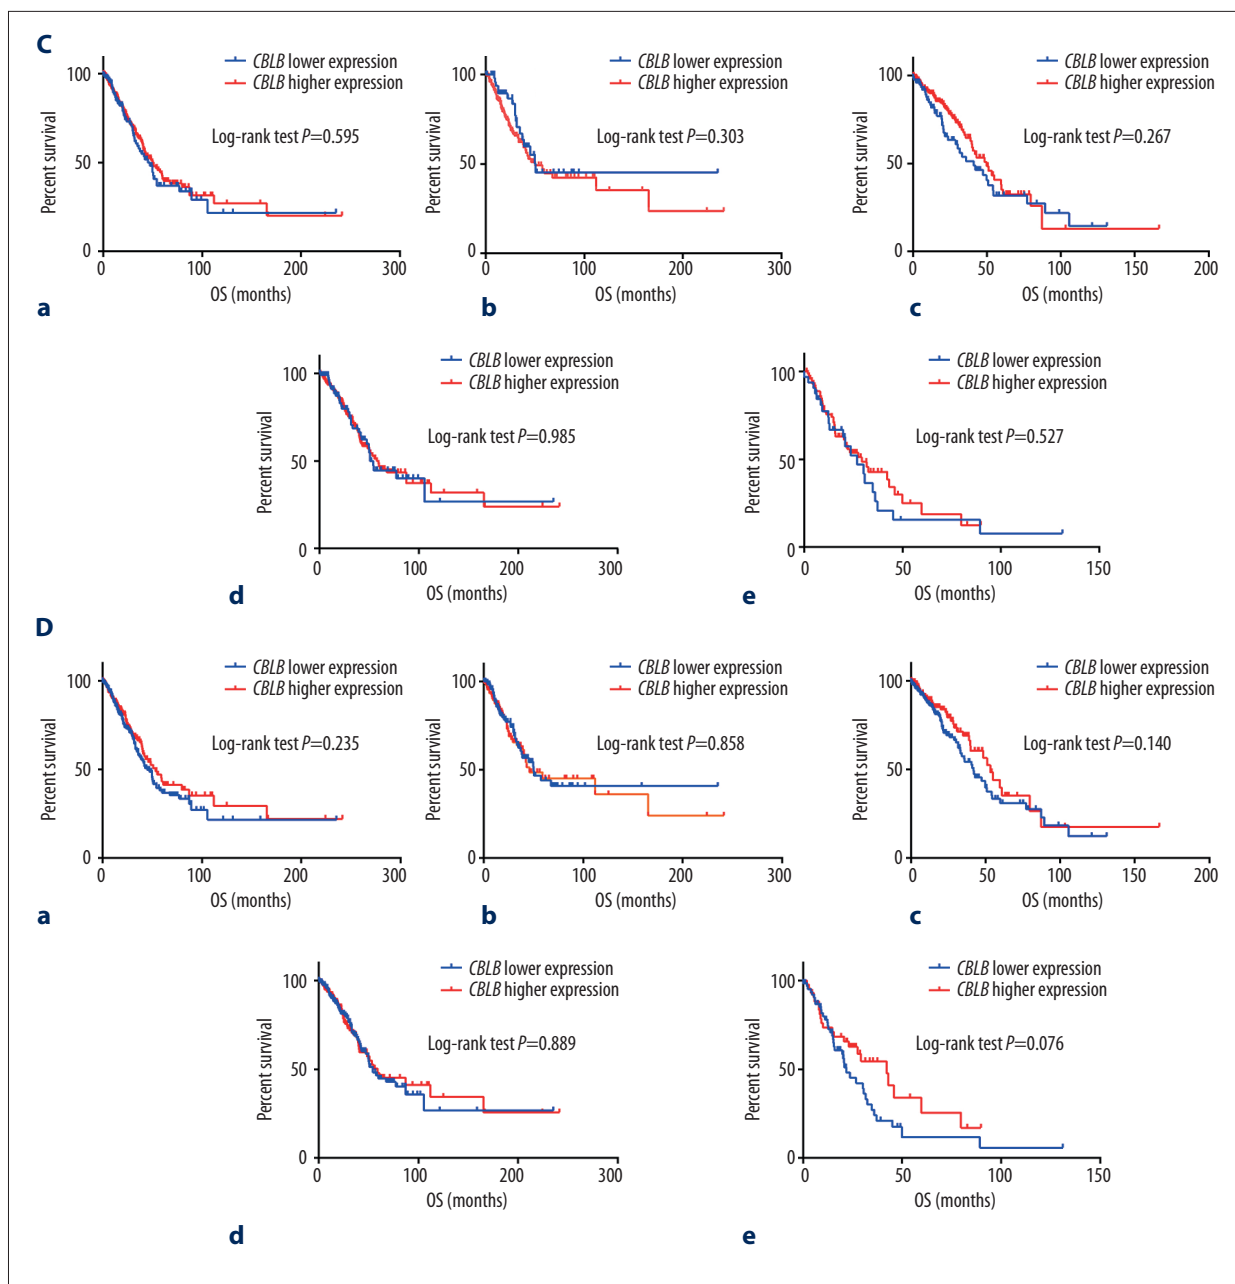 C
CBLB lower expression
CBLB higher expression
Log-rank test P=0.595
Percent survival
100
50
0
0 100 200 300
OS (months)
a
CBLB lower expression
CBLB higher expression
Log-rank test P=0.303
Percent survival
100
50
0
0 100 200 300
OS (months)
b
CBLB lower expression
CBLB higher expression
Log-rank test P=0.267
Percent survival
100
50
0
0 50 100 150 200
OS (months)
c
CBLB lower expression
CBLB higher expression
Log-rank test P=0.985
Percent survival
100
50
0
0 100 200 300
OS (months)
d
CBLB lower expression
CBLB higher expression
Log-rank test P=0.527
Percent survival
100
50
0
0 50 100 150
OS (months)
e
D
CBLB lower expression
CBLB higher expression
Log-rank test P=0.235
Percent survival
100
50
0
0 100 200 300
OS (months)
a
CBLB lower expression
CBLB higher expression
Log-rank test P=0.858
Percent survival
100
50
0
0 100 200 300
OS (months)
b
CBLB lower expression
CBLB higher expression
Log-rank test P=0.140
Percent survival
100
50
0
0 50 100 150 200
OS (months)
c
CBLB lower expression
CBLB higher expression
Log-rank test P=0.889
Percent survival
100
50
0
0 100 200 300
OS (months)
d
CBLB lower expression
CBLB higher expression
Log-rank test P=0.076
Percent survival
100
50
0
0 50 100 150
OS (months)
e